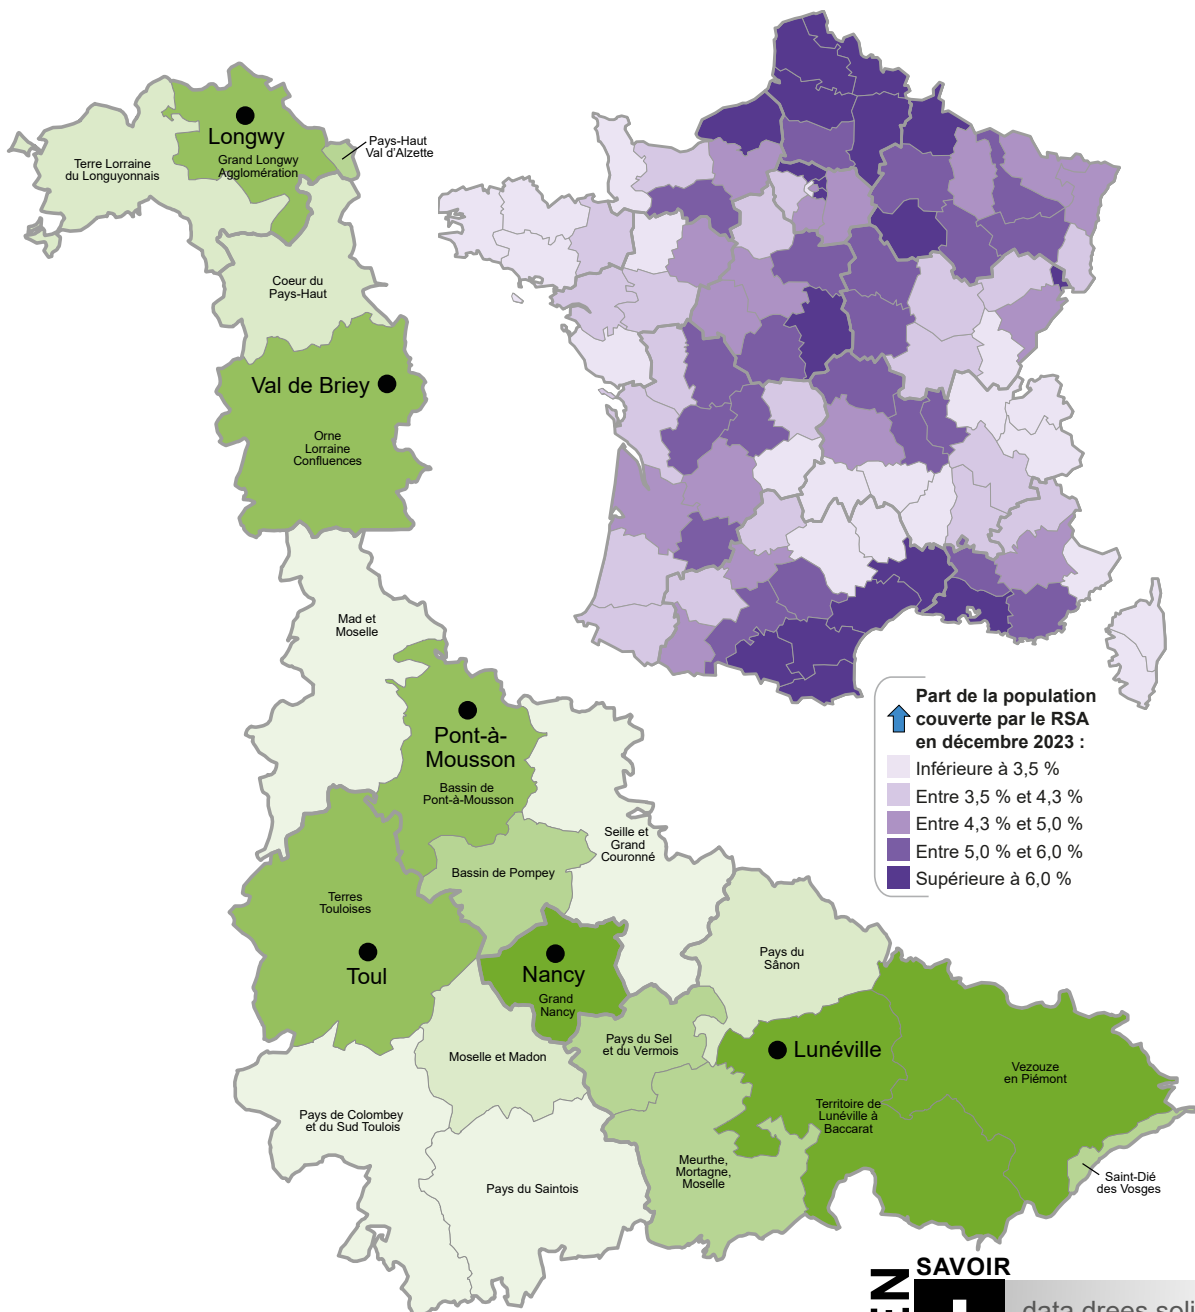 Longwy
Grand Longwy
Agglomération
Pays-Haut
Val d'Alzette
Terre Lorraine
du Longuyonnais
Coeur du
Pays-Haut
Val de Briey
Orne
Lorraine
Confluences
Mad et
Moselle
Pont-à-
Mousson
Bassin de
Pont-à-Mousson
Seille et
Grand
Couronné
Bassin de Pompey
Terres
Touloises
Toul
Nancy
Grand
Nancy
Pays du
Sânon
Moselle et Madon
Pays du Sel
et du Vermois
Lunéville
Territoire de
Lunéville à
Baccarat
Vezouze
en Piémont
Pays de Colombey
et du Sud Toulois
Pays du Saintois
Meurthe,
Mortagne,
Moselle
Saint-Dié
des Vosges
Part de la population
couverte par le RSA
en décembre 2023 :
Inférieure à 3,5 %
Entre 3,5 % et 4,3 %
Entre 4,3 % et 5,0 %
Entre 5,0 % et 6,0 %
Supérieure à 6,0 %
EN
SAVOIR
data.drees.soli